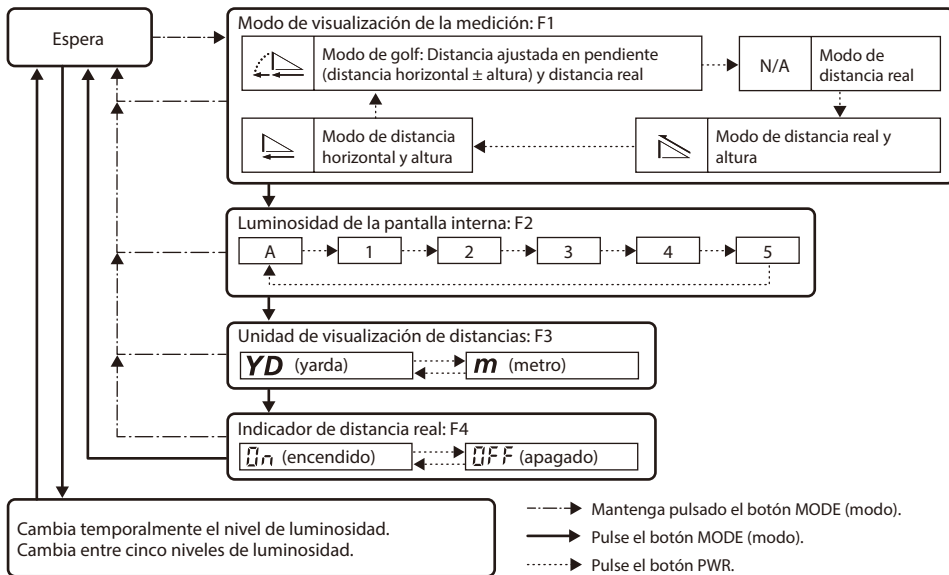 Espera
Modo de visualización de la medición: F1
Modo de golf: Distancia ajustada en pendiente
(distancia horizontal ± altura) y distancia real
N/A
Modo de
distancia real
Modo de distancia
horizontal y altura
Modo de distancia real y
altura
Luminosidad de la pantalla interna: F2
A 1 2 3 4 5
Unidad de visualización de distancias: F3
YD (yarda)
m (metro)
Indicador de distancia real: F4
On (encendido)
OFF (apagado)
Cambia temporalmente el nivel de luminosidad.
Cambia entre cinco niveles de luminosidad.
Mantenga pulsado el botón MODE (modo).
Pulse el botón MODE (modo).
Pulse el botón PWR.